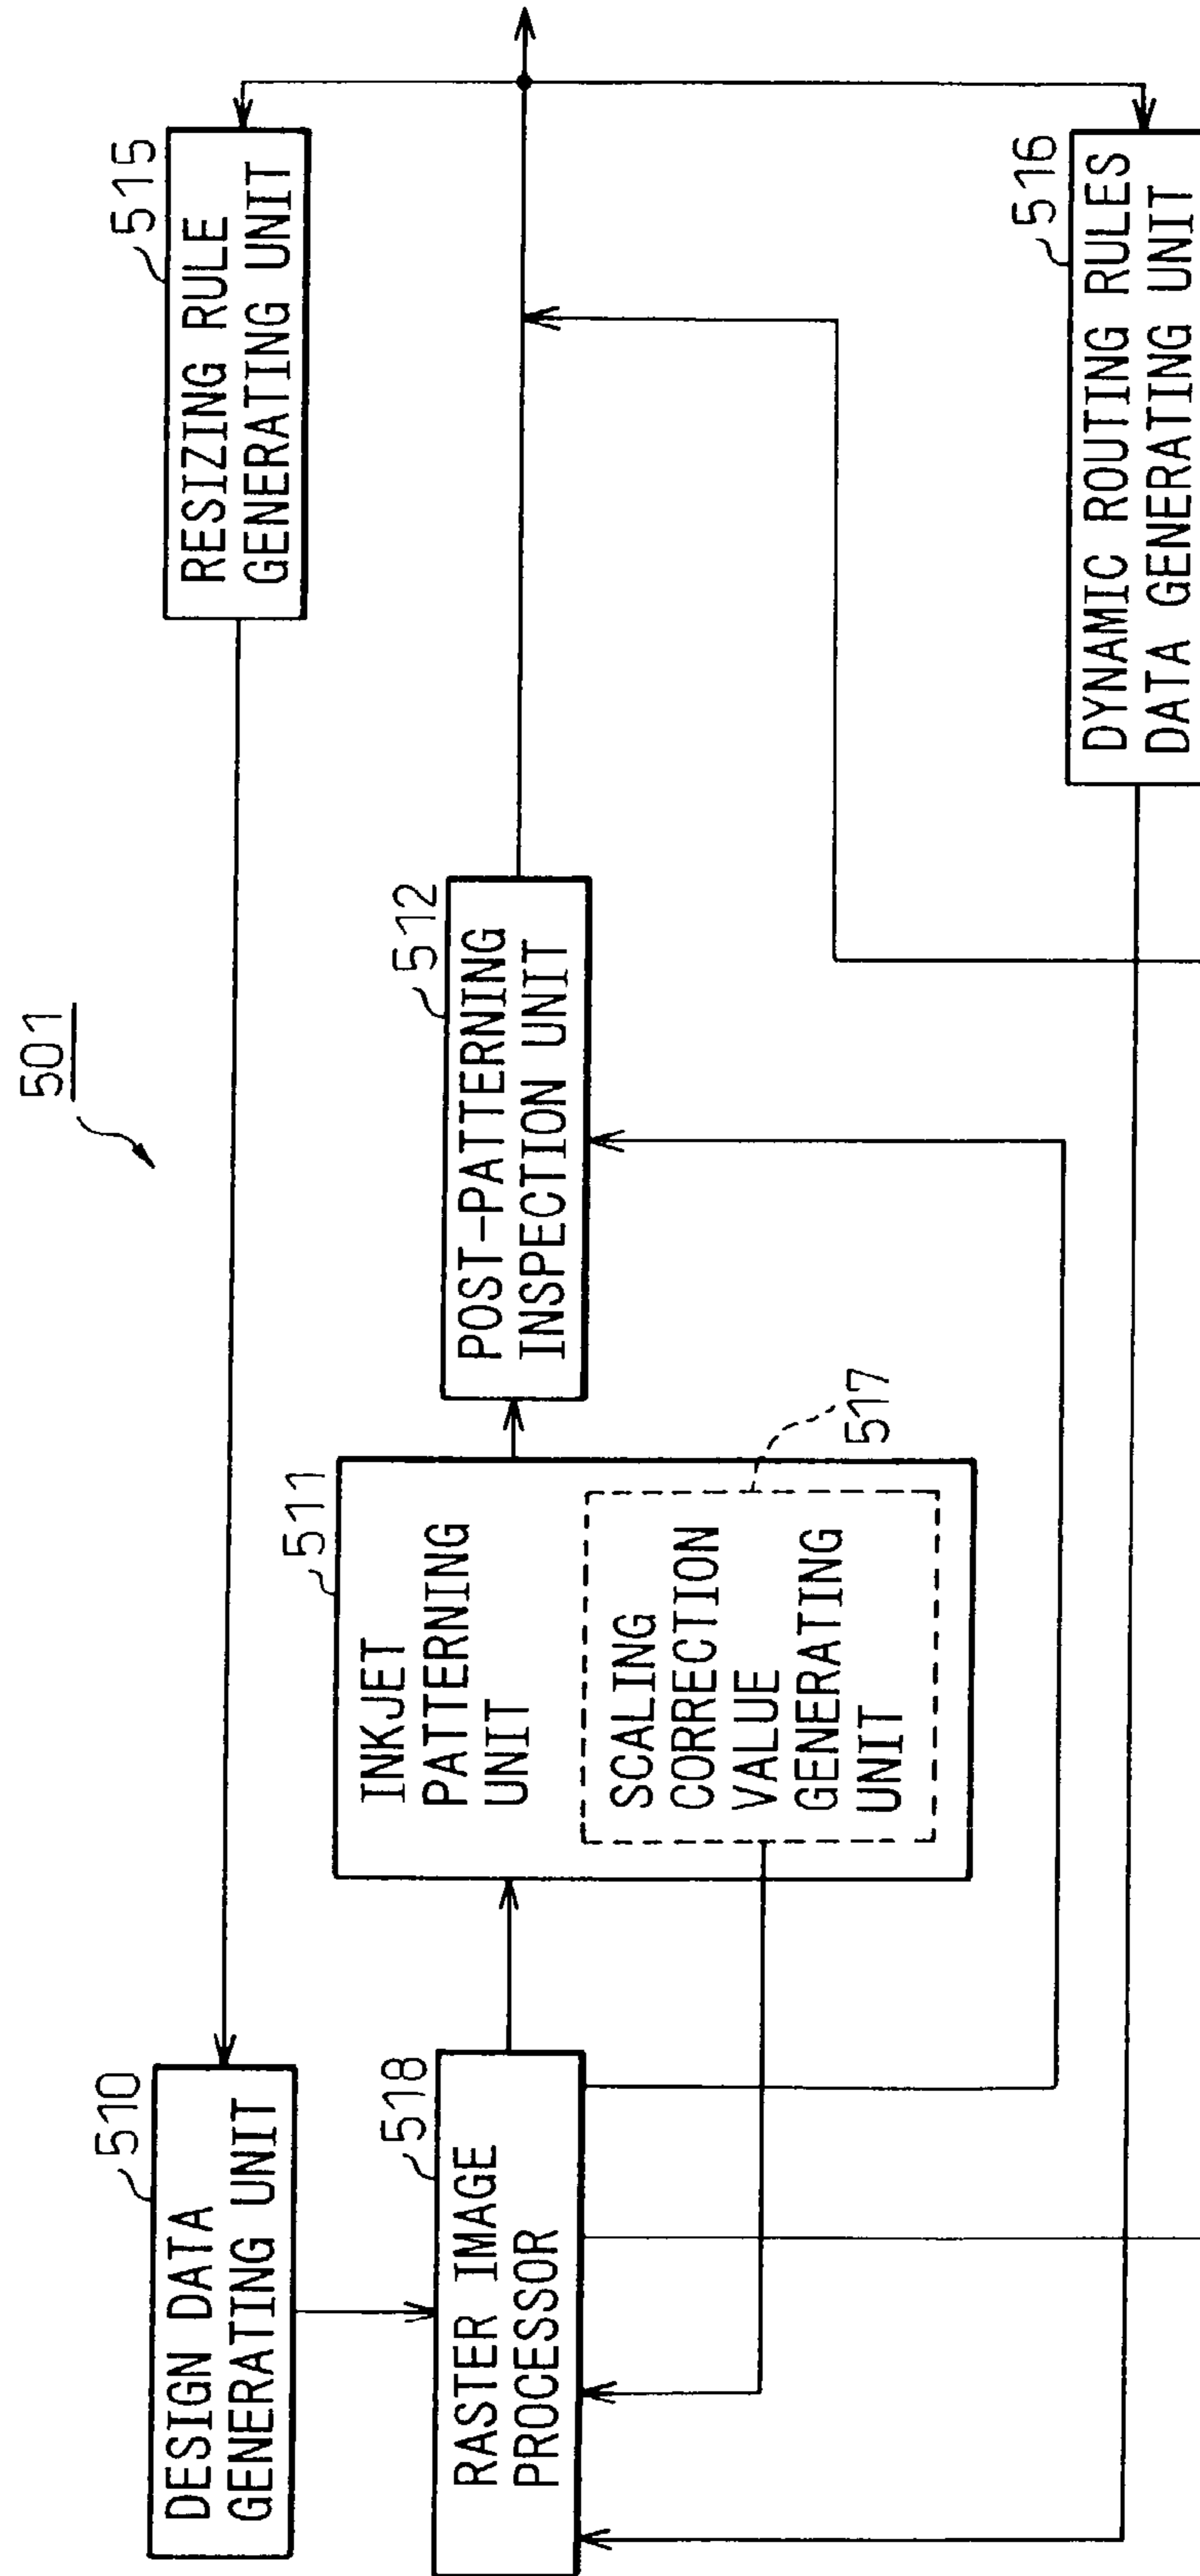 501
510
DESIGN DATA
GENERATING UNIT
515
RESIZING RULE
GENERATING UNIT
518
RASTER IMAGE
PROCESSOR
511
INKJET
PATTERNING
UNIT
SCALING
CORRECTION
VALUE
GENERATING
UNIT
517
512
POST-PATTERNING
INSPECTION UNIT
516
DYNAMIC ROUTING RULES
DATA GENERATING UNIT